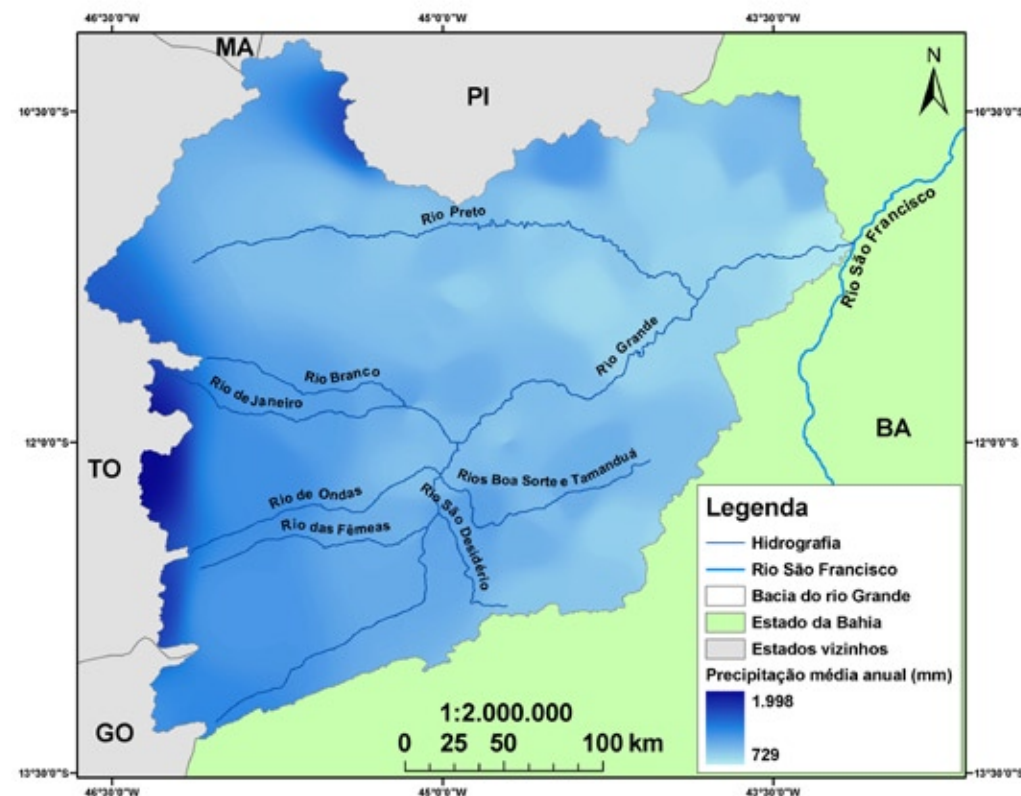 46°30'0"W 45°0'0"W 43°30'0"W
MA
PI
N
10°30'0"S 10°30'0"S
Rio Preto
Rio São Francisco
Rio Grande
Rio Branco
Rio de Janeiro
12°0'0"S 12°0'0"S
BA
TO
Rios Boa Sorte e Tamanduá
Rio de Ondas
Rio São Desidério
Rio das Fêmeas
Legenda
Hidrografia
Rio São Francisco
Bacia do rio Grande
Estado da Bahia
Estados vizinhos
Precipitação média anual (mm)
1.998
729
GO
1:2.000.000
0 25 50 100 km
13°30'0"S 13°30'0"S
46°30'0"W 45°0'0"W 43°30'0"W